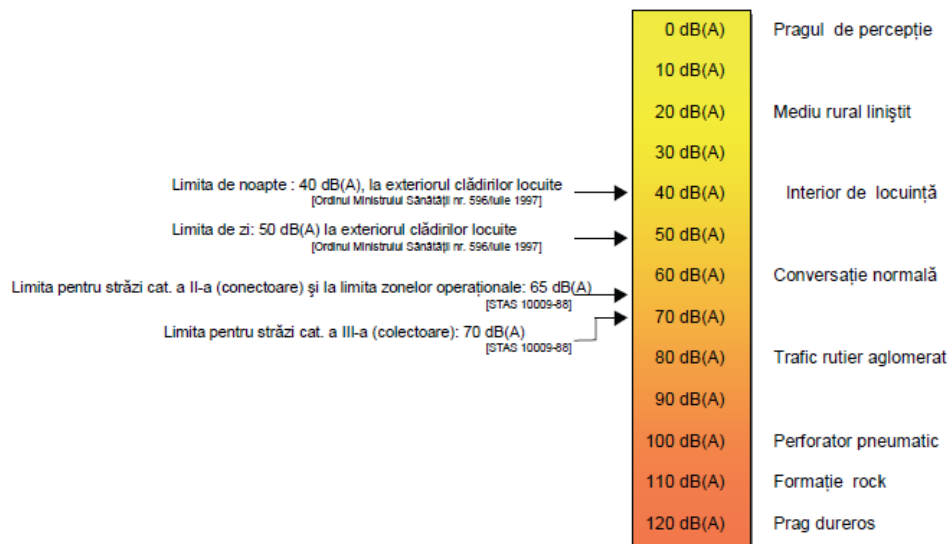 0 dB(A) Pragul de percepție
10 dB(A)
20 dB(A) Mediu rural liniştit
30 dB(A)
Limita de noapte : 40 dB(A), la exteriorul clădirilor locuite
[Ordinul Ministrului Sănătății nr. 596/iulie 1997]
40 dB(A) Interior de locuință
Limita de zi: 50 dB(A) la exteriorul clădirilor locuite
[Ordinul Ministrului Sănătății nr. 596/iulie 1997]
50 dB(A)
60 dB(A) Conversație normală
Limita pentru străzi cat. a II-a (conectoare) şi la limita zonelor operaționale: 65 dB(A)
[STAS 10009-88]
70 dB(A)
Limita pentru străzi cat. a III-a (colectoare): 70 dB(A)
[STAS 10009-88]
80 dB(A) Trafic rutier aglomerat
90 dB(A)
100 dB(A) Perforator pneumatic
110 dB(A) Formație rock
120 dB(A) Prag dureros